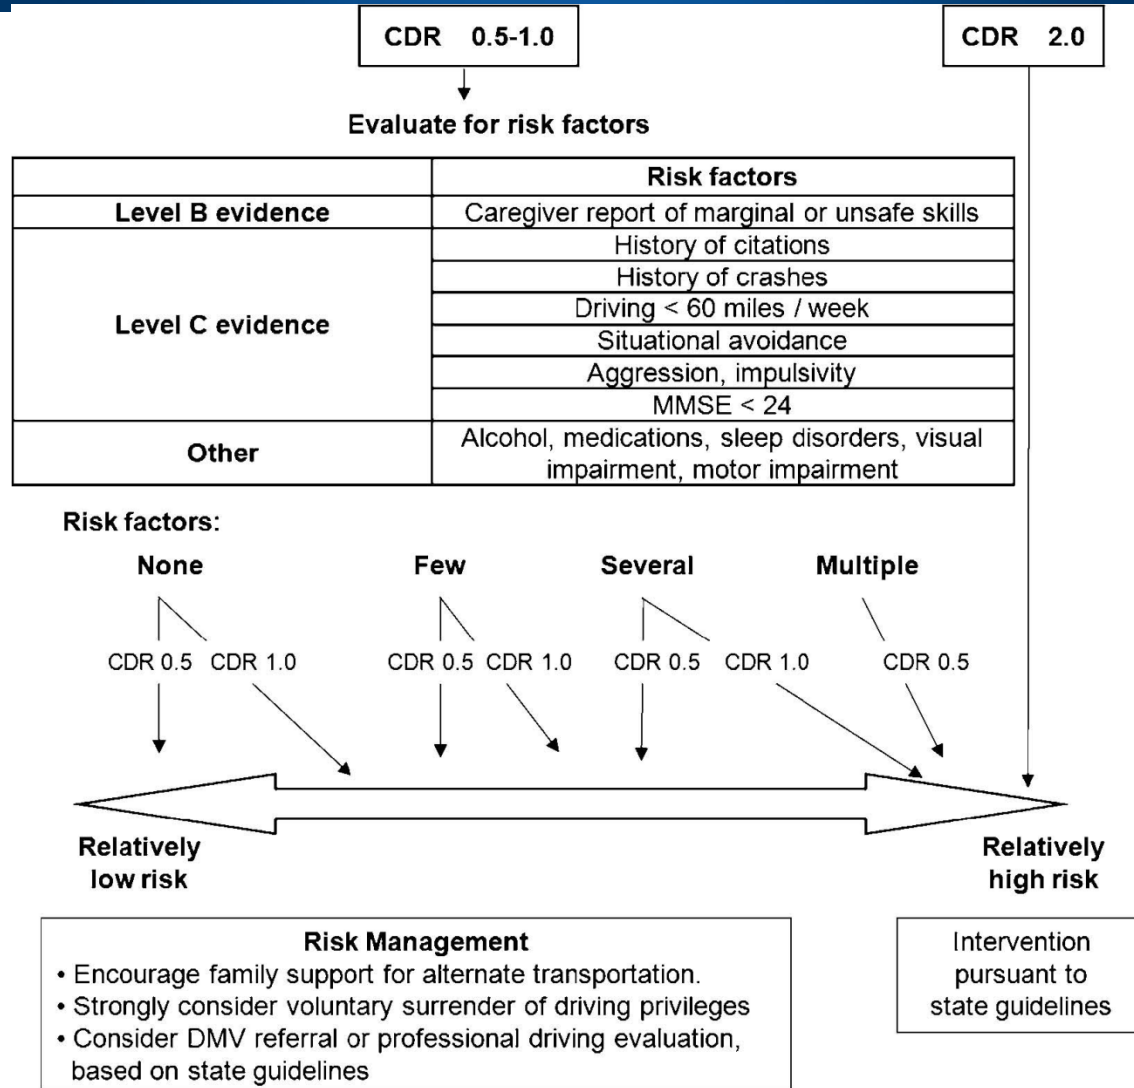 CDR 0.5-1.0
CDR 2.0
Evaluate for risk factors
Risk factors
Level B evidence
Caregiver report of marginal or unsafe skills
Level C evidence
History of citations
History of crashes
Driving < 60 miles / week
Situational avoidance
Aggression, impulsivity
MMSE < 24
Other
Alcohol, medications, sleep disorders, visual
impairment, motor impairment
Risk factors:
None
Few
Several
Multiple
CDR 0.5
CDR 1.0
CDR 0.5
CDR 1.0
CDR 0.5
CDR 1.0
CDR 0.5
Relatively
low risk
Relatively
high risk
Risk Management
• Encourage family support for alternate transportation.
• Strongly consider voluntary surrender of driving privileges
• Consider DMV referral or professional driving evaluation,
based on state guidelines
Intervention
pursuant to
state guidelines